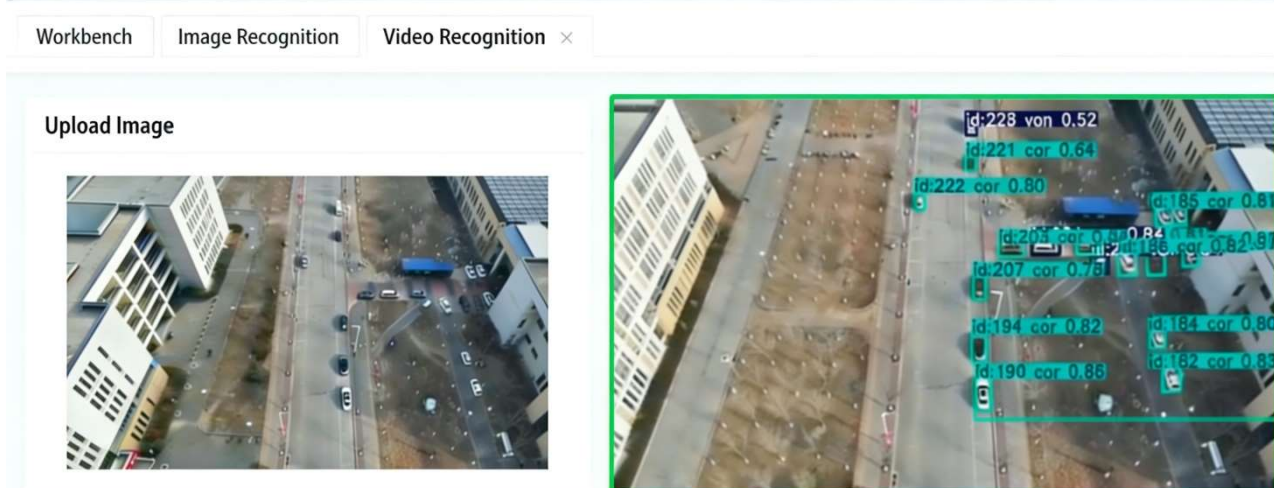 Workbench
Image Recognition
Video Recognition ×
Upload Image
id:228 von 0.52
id:221 cor 0.64
id:222 cor 0.80
id:185 cor 0.81
0.84
id:207 cor 0.78
id:194 cor 0.82
id:184 cor 0.80
id:190 cor 0.86
id:182 cor 0.83